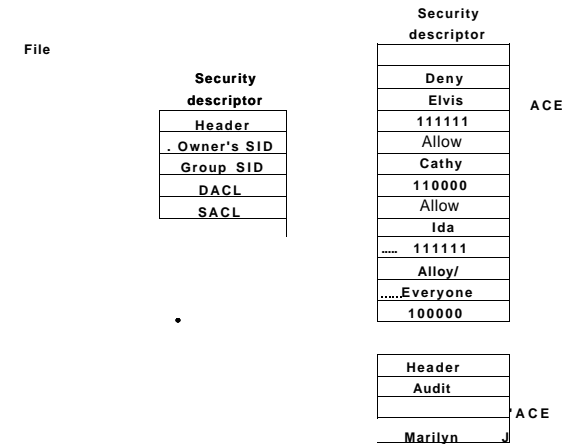 File
Security
descriptor
Header
. Owner's SID
Group SID
DACL
SACL
Security
descriptor
Deny
Elvis
111111
Allow
Cathy
110000
Allow
Ida
..... 111111
Alloy/
......Everyone
100000
ACE
Header
Audit
'ACE
Marilyn J